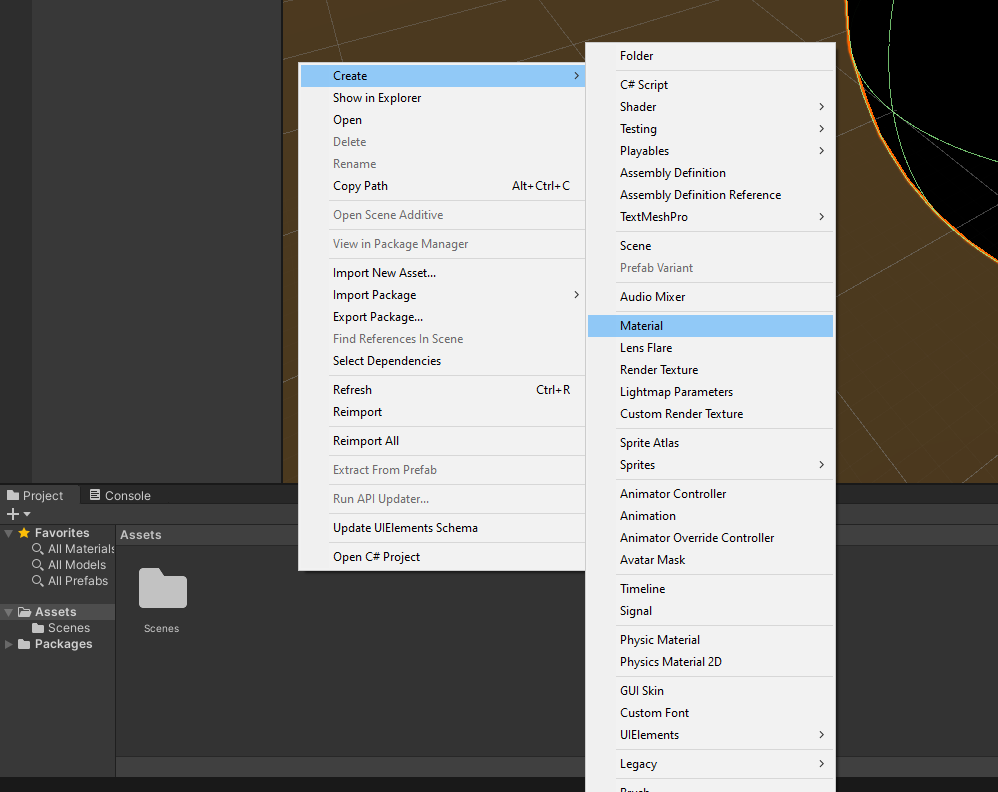 Create
Show in Explorer
Open
Delete
Rename
Copy Path Alt+Ctrl+C
Open Scene Additive
View in Package Manager
Import New Asset...
Import Package
Export Package...
Find References In Scene
Select Dependencies
Refresh Ctrl+R
Reimport
Reimport All
Extract From Prefab
Run API Updater...
Update UIElements Schema
Open C# Project
Folder
C# Script
Shader
Testing
Playables
Assembly Definition
Assembly Definition Reference
TextMeshPro
Scene
Prefab Variant
Audio Mixer
Material
Lens Flare
Render Texture
Lightmap Parameters
Custom Render Texture
Sprite Atlas
Sprites
Animator Controller
Animation
Animator Override Controller
Avatar Mask
Timeline
Signal
Physic Material
Physics Material 2D
GUI Skin
Custom Font
UIElements
Legacy
Project Console
Favorites
All Materials
All Models
All Prefabs
Assets
Scenes
Packages
Assets
Scenes